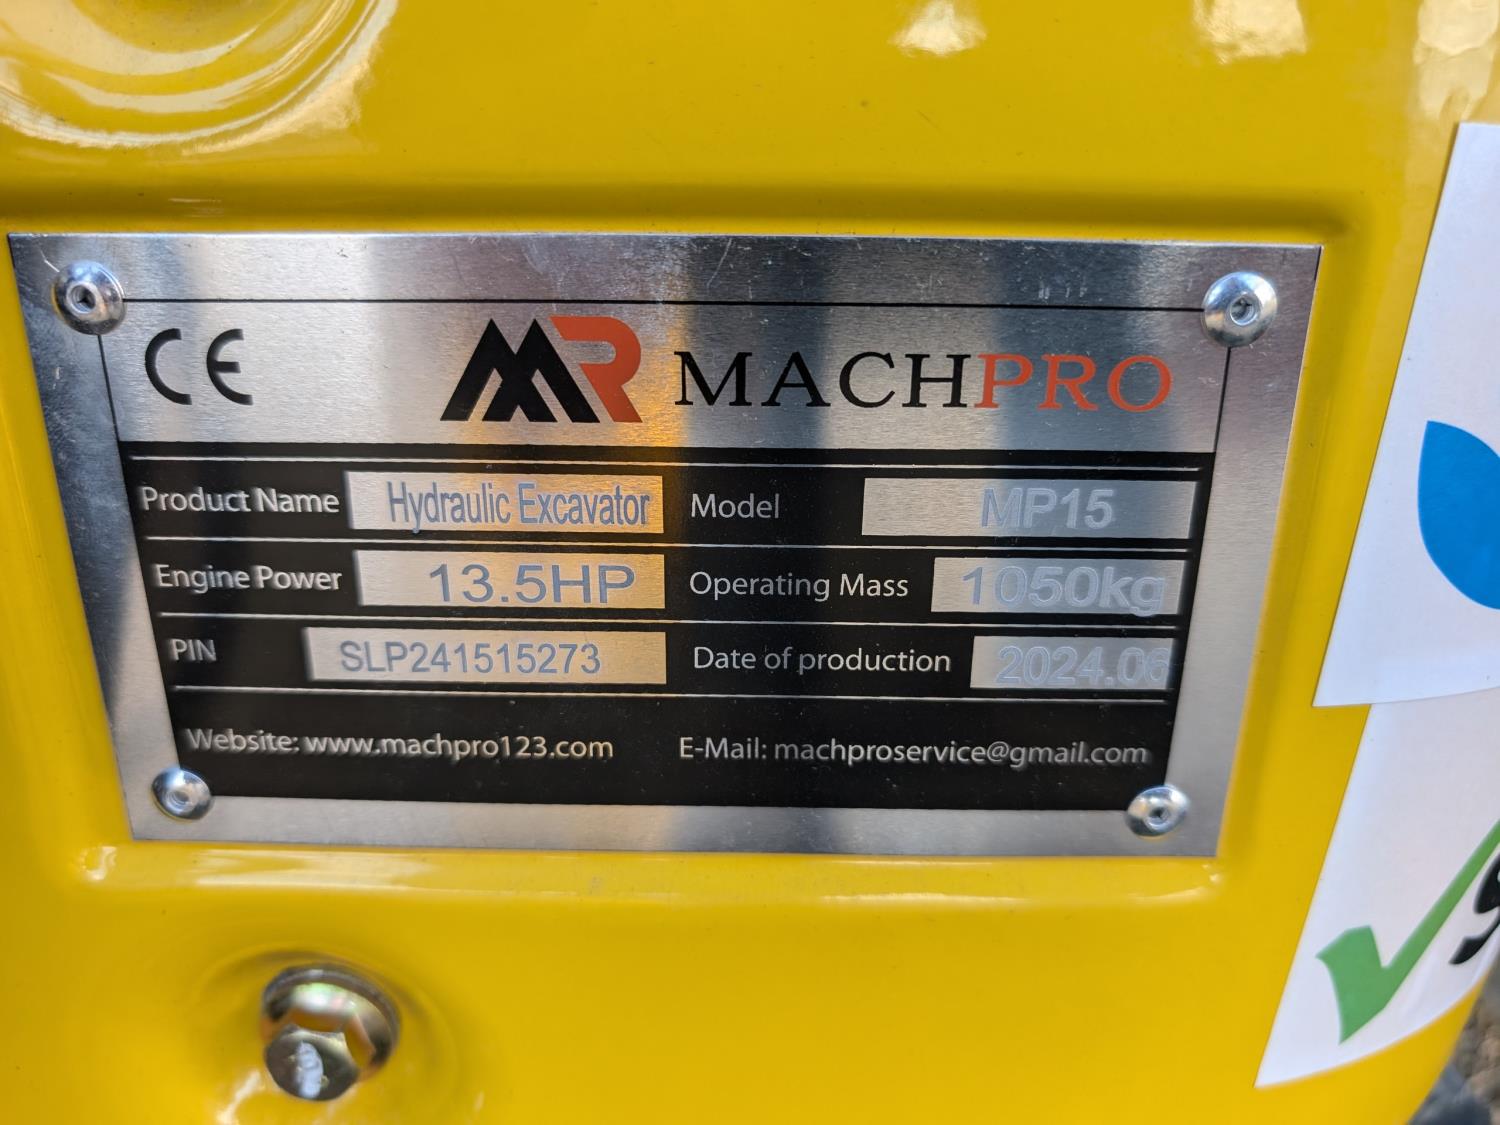 CE MR MACHPRO
Product Name Hydraulic Excavator Model MP15
Engine Power 13.5HP Operating Mass 1050kg
PIN SLP241515273 Date of production 2024.06
Website: www.machpro123.com E-Mail: machproservice@gmail.com